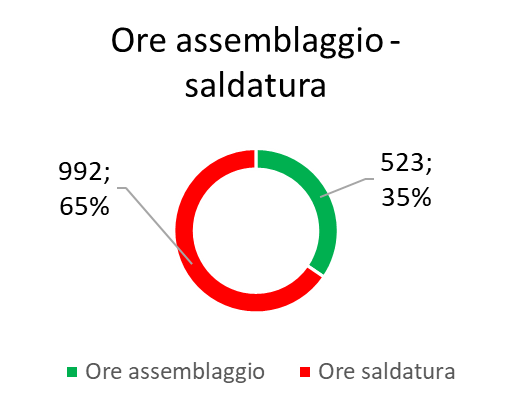 Ore assemblaggio -
saldatura
992;
65%
523;
35%
Ore assemblaggio
Ore saldatura